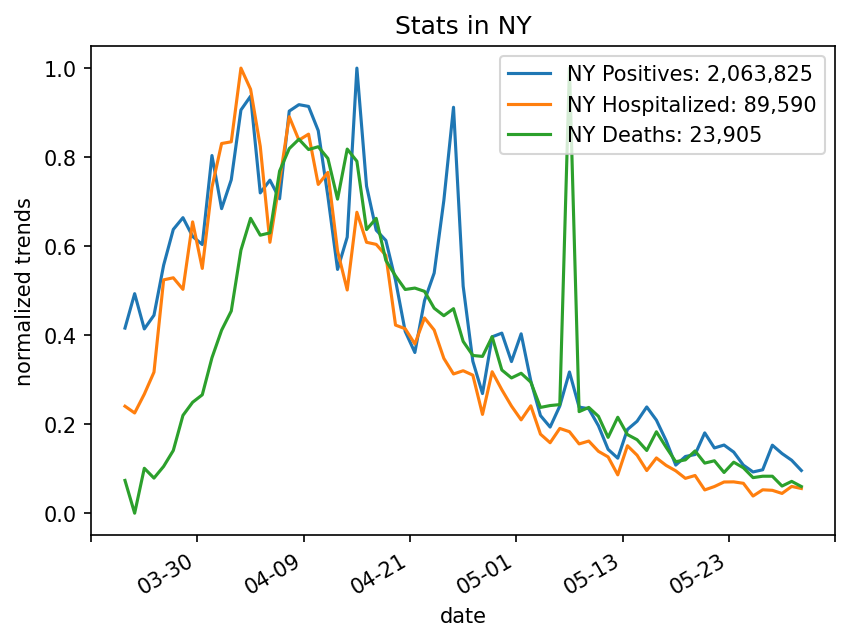 Stats in NY
NY Positives: 2,063,825
NY Hospitalized: 89,590
NY Deaths: 23,905
normalized trends
1.0
0.8
0.6
0.4
0.2
0.0
03-30
04-09
04-21
05-01
05-13
05-23
date